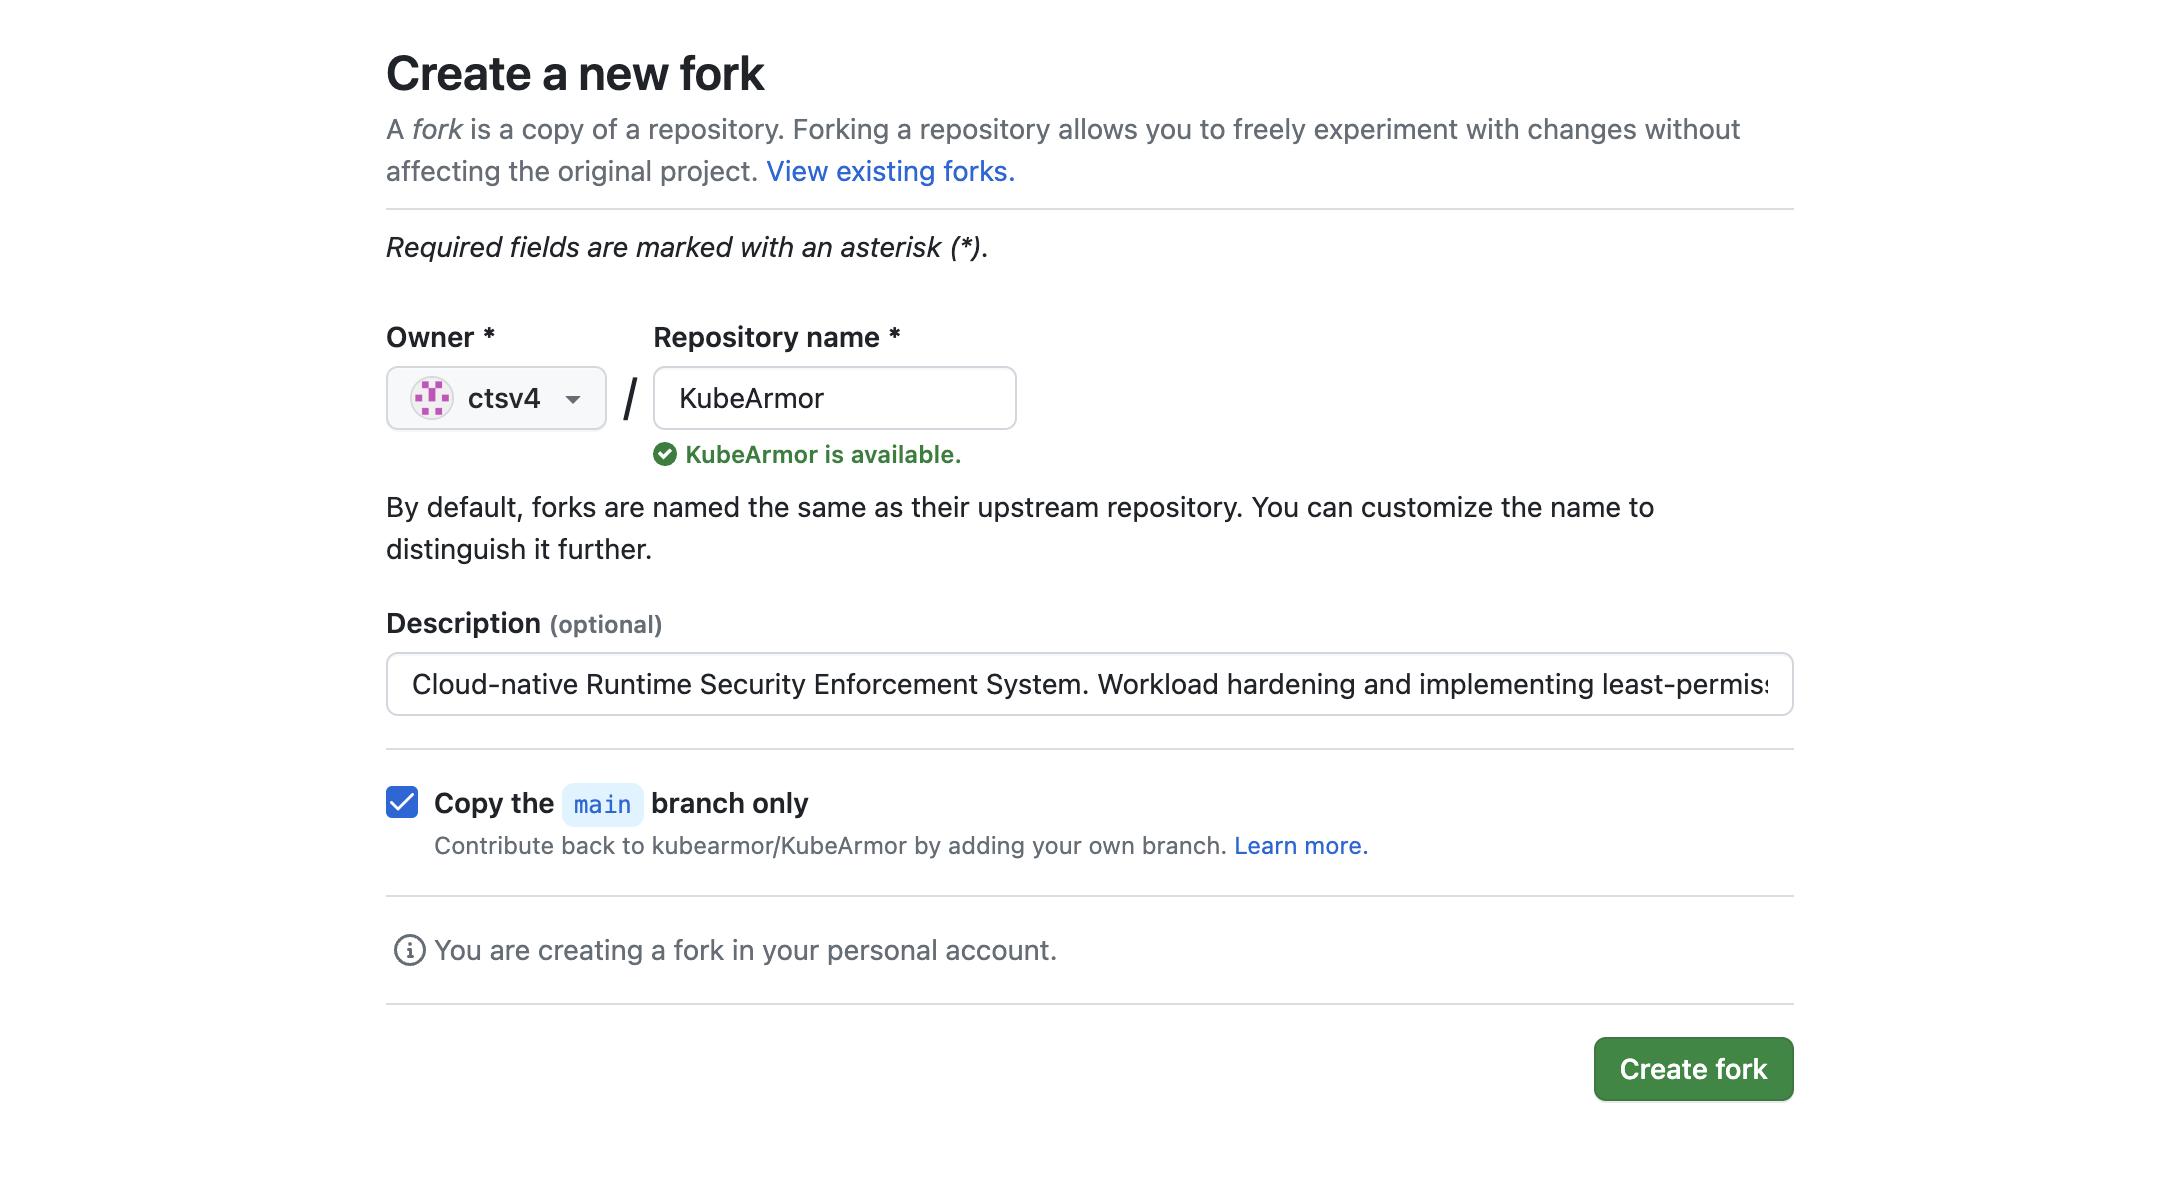 Create a new fork
A fork is a copy of a repository. Forking a repository allows you to freely experiment with changes without
affecting the original project. View existing forks.
Required fields are marked with an asterisk (*).
Owner * Repository name *
ctsv4 / KubeArmor
KubeArmor is available.
By default, forks are named the same as their upstream repository. You can customize the name to
distinguish it further.
Description (optional)
Cloud-native Runtime Security Enforcement System. Workload hardening and implementing least-permis
Copy the main branch only
Contribute back to kubearmor/KubeArmor by adding your own branch. Learn more.
You are creating a fork in your personal account.
Create fork